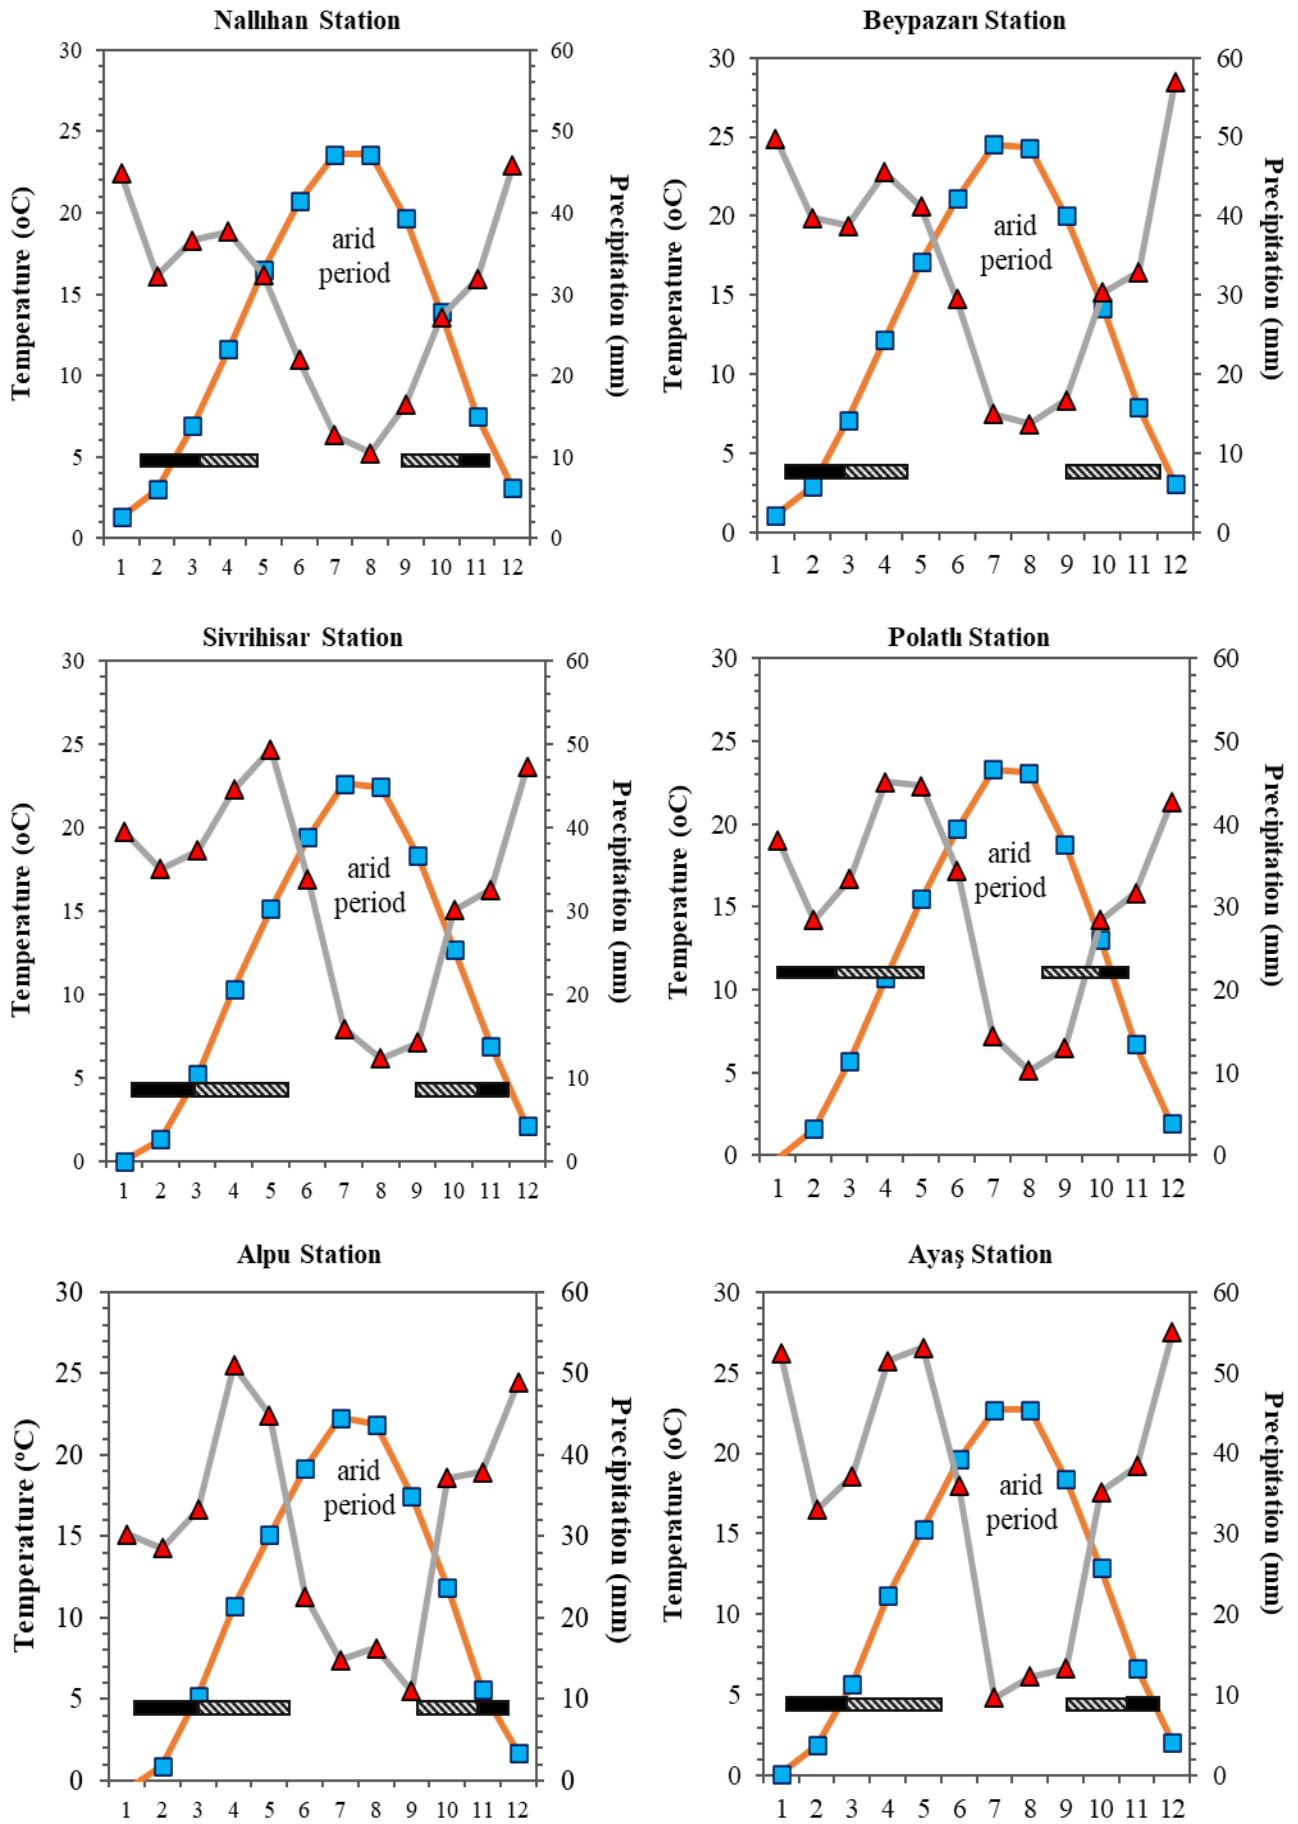 Nallıhan Station
30
25
20
15
10
5
0
Temperature (oC)
60
50
40
30
20
10
0
Precipitation (mm)
arid
period
1 2 3 4 5 6 7 8 9 10 11 12
Beypazarı Station
30
25
20
15
10
5
0
Temperature (oC)
60
50
40
30
20
10
0
Precipitation (mm)
arid
period
1 2 3 4 5 6 7 8 9 10 11 12
Sivrihisar Station
30
25
20
15
10
5
0
Temperature (oC)
60
50
40
30
20
10
0
Precipitation (mm)
arid
period
1 2 3 4 5 6 7 8 9 10 11 12
Polatlı Station
30
25
20
15
10
5
0
Temperature (oC)
60
50
40
30
20
10
0
Precipitation (mm)
arid
period
1 2 3 4 5 6 7 8 9 10 11 12
Alpu Station
30
25
20
15
10
5
0
Temperature (ºC)
60
50
40
30
20
10
0
Precipitation (mm)
arid
period
1 2 3 4 5 6 7 8 9 10 11 12
Ayaş Station
30
25
20
15
10
5
0
Temperature (oC)
60
50
40
30
20
10
0
Precipitation (mm)
arid
period
1 2 3 4 5 6 7 8 9 10 11 12